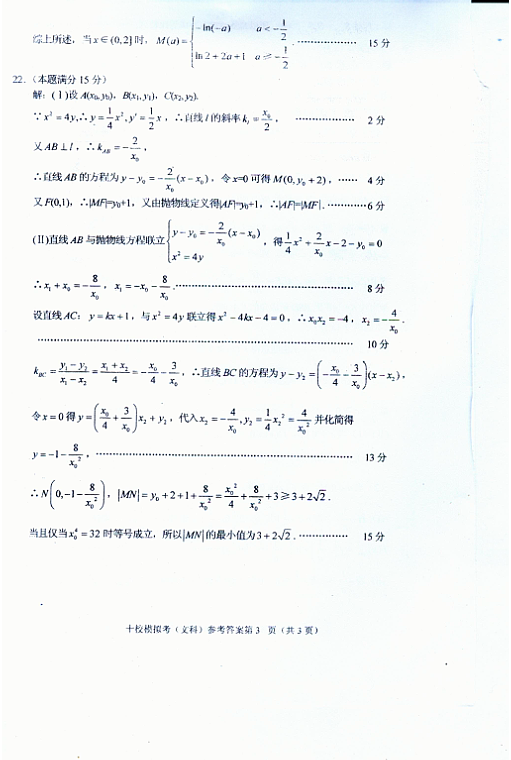 综上所述，当x∈(0,2]时，M(a)={ -ln(-a)  a<-1/2 ; ln2+2a+1  a≥-1/2 ……………… 15分
22．（本题满分15分）
解：(Ⅰ)设A(x₀,y₀)，B(x₁,y₁)，C(x₂,y₂).
∵x²=4y,∴y=1/4x²,y'=1/2x，∴直线l的斜率k_l=x₀/2， …………… 2分
又AB⊥l，∴k_AB=-2/x₀，
∴直线AB的方程为y-y₀=-2/x₀(x-x₀)，令x=0可得M(0,y₀+2)，…… 4分
又F(0,1)，∴|MF|=y₀+1，又由抛物线定义得|AF|=y₀+1，∴|AF|=|MF|.…………6分
(Ⅱ)直线AB与抛物线方程联立{ y-y₀=-2/x₀(x-x₀) ; x²=4y ，得1/4x²+2/x₀x-2-y₀=0
∴x₁+x₀=-8/x₀，x₁=-x₀-8/x₀.…………………………………… 8分
设直线AC：y=kx+1，与x²=4y联立得x²-4kx-4=0，∴x₀x₂=-4，x₂=-4/x₀.
…………………………………………………… 10分
k_BC=(y₁-y₂)/(x₁-x₂)=(x₁+x₂)/4=-x₀/4-3/x₀，∴直线BC的方程为y-y₂=(-x₀/4-3/x₀)(x-x₂)，
令x=0得y=(x₀/4+3/x₀)x₂+y₂，代入x₂=-4/x₀,y₂=1/4x₂²=4/x₀²并化简得
y=-1-8/x₀²，…………………………………………………… 13分
∴N(0,-1-8/x₀²)，|MN|=y₀+2+1+8/x₀²=x₀²/4+8/x₀²+3≥3+2√2.
当且仅当x₀⁴=32时等号成立，所以|MN|的最小值为3+2√2.…………… 15分
十校模拟考（文科）参考答案第3 页（共3页）